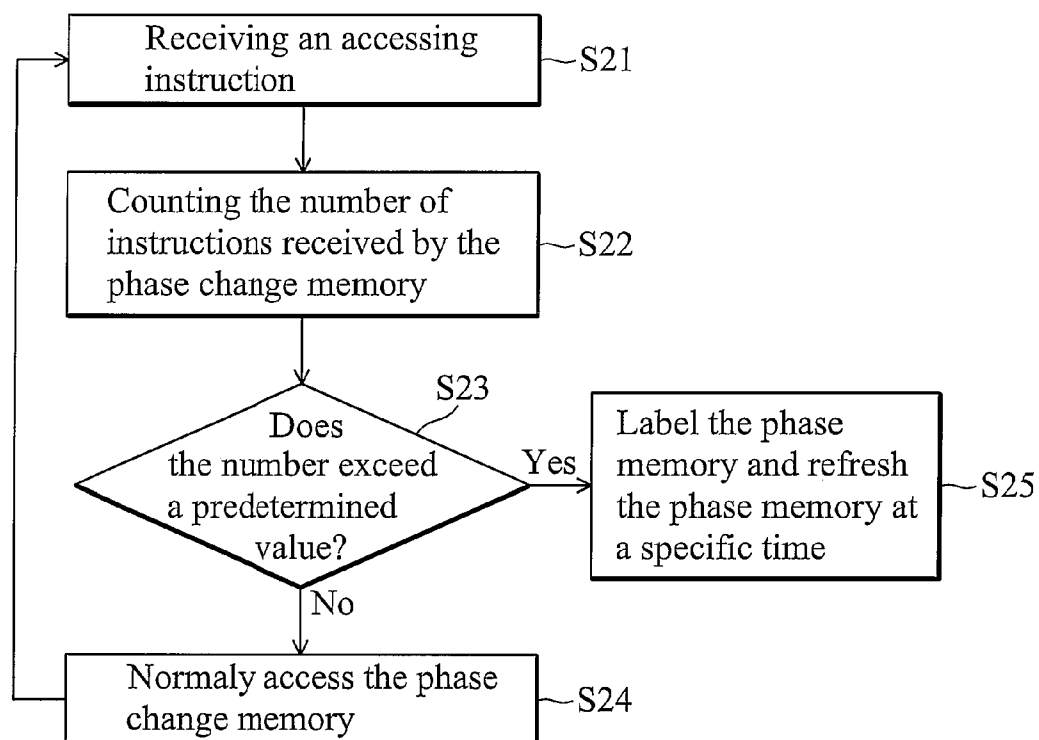 Receiving an accessing
instruction
S21
Counting the number of
instructions received by the
phase change memory
S22
S23
Does
the number exceed
a predetermined
value?
Yes
Label the phase
memory and refresh
the phase memory at
a specific time
S25
No
Normaly access the phase
change memory
S24